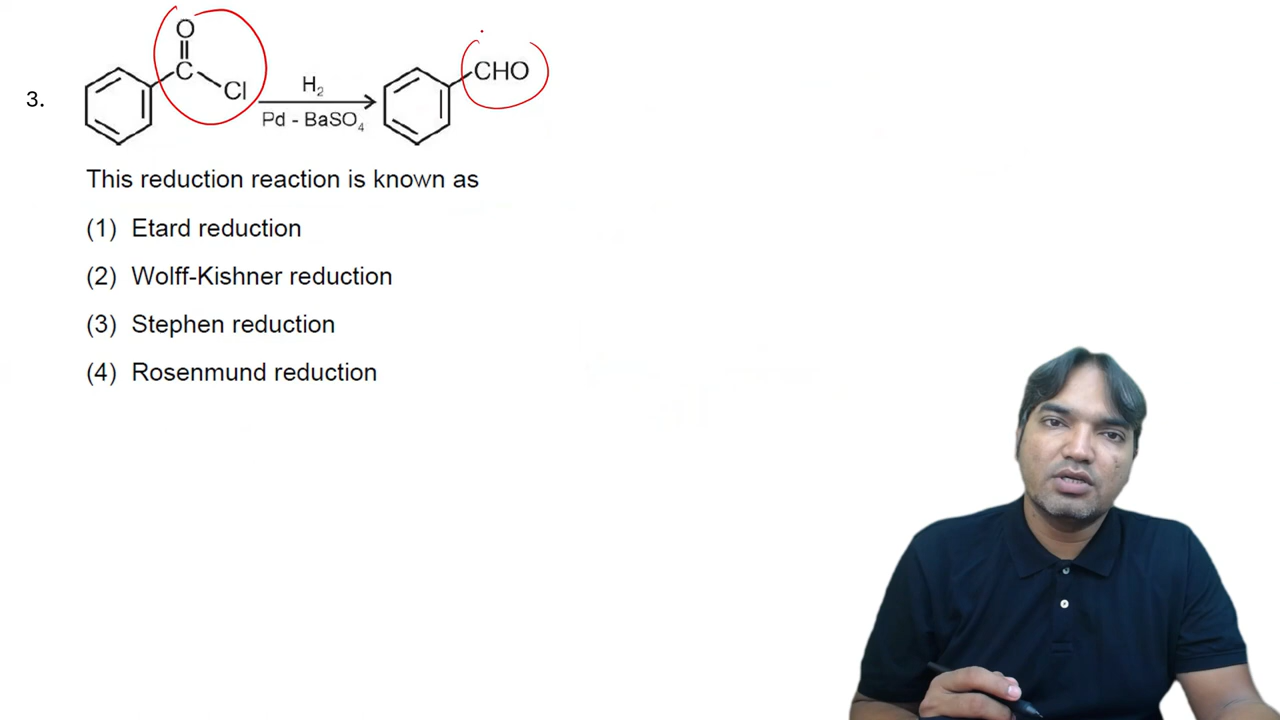 O
C
Cl
CHO
3.
H₂
Pd - BaSO₄
This reduction reaction is known as
(1) Etard reduction
(2) Wolff-Kishner reduction
(3) Stephen reduction
(4) Rosenmund reduction